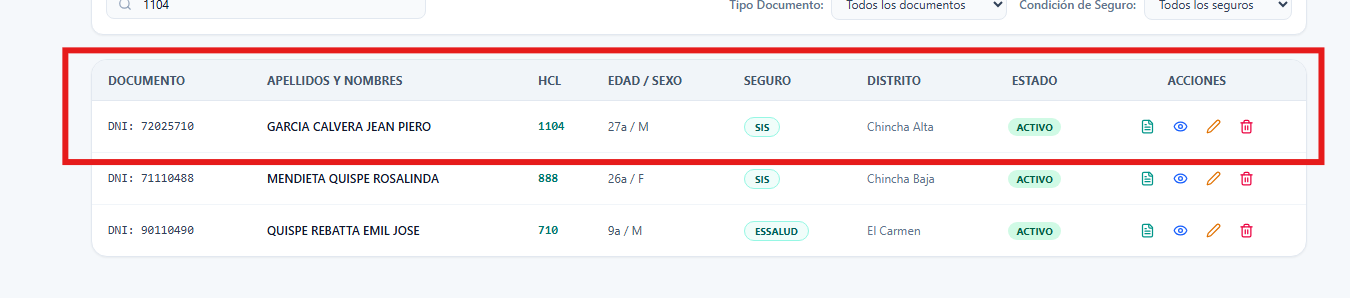 1104 Tipo Documento: Todos los documentos Condición de Seguro: Todos los seguros
DOCUMENTO APELLIDOS Y NOMBRES HCL EDAD / SEXO SEGURO DISTRITO ESTADO ACCIONES
DNI: 72025710 GARCIA CALVERA JEAN PIERO 1104 27a / M SIS Chincha Alta ACTIVO
DNI: 71110488 MENDIETA QUISPE ROSALINDA 888 26a / F SIS Chincha Baja ACTIVO
DNI: 90110490 QUISPE REBATTA EMIL JOSE 710 9a / M ESSALUD El Carmen ACTIVO